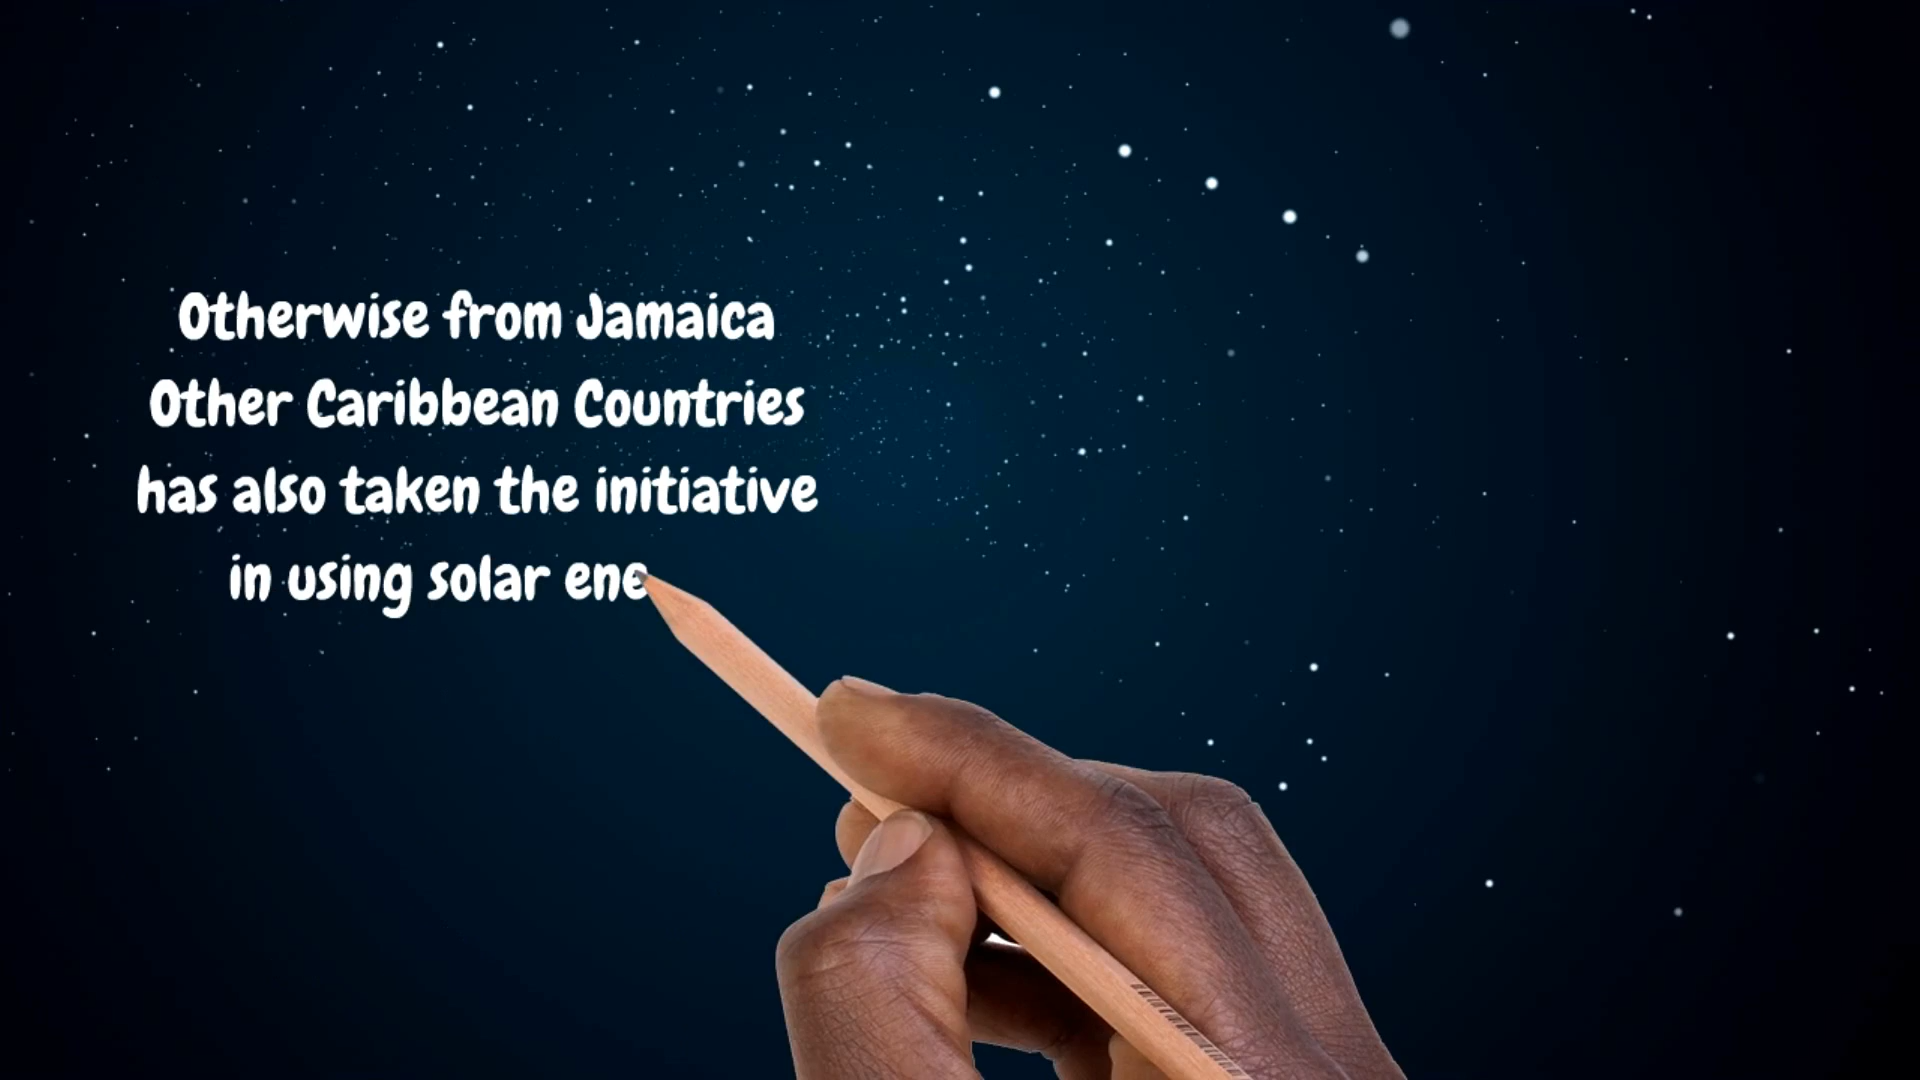 Otherwise from Jamaica
Other Caribbean Countries
has also taken the initiative
in using solar ene